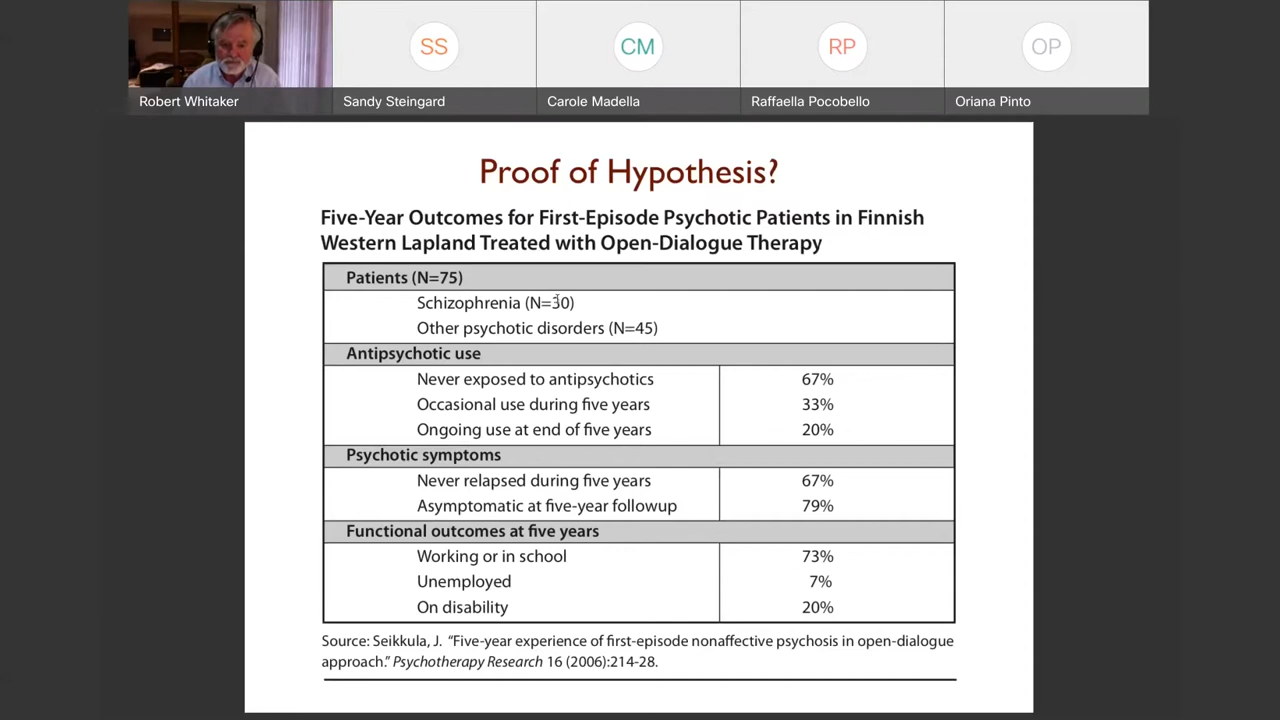 SS
CM
RP
OP
Robert Whitaker
Sandy Steingard
Carole Madella
Raffaella Pocobello
Oriana Pinto
Proof of Hypothesis?
Five-Year Outcomes for First-Episode Psychotic Patients in Finnish
Western Lapland Treated with Open-Dialogue Therapy
Patients (N=75)
Schizophrenia (N=30)
Other psychotic disorders (N=45)
Antipsychotic use
Never exposed to antipsychotics 67%
Occasional use during five years 33%
Ongoing use at end of five years 20%
Psychotic symptoms
Never relapsed during five years 67%
Asymptomatic at five-year followup 79%
Functional outcomes at five years
Working or in school 73%
Unemployed 7%
On disability 20%
Source: Seikkula, J. “Five-year experience of first-episode nonaffective psychosis in open-dialogue
approach.” Psychotherapy Research 16 (2006):214-28.